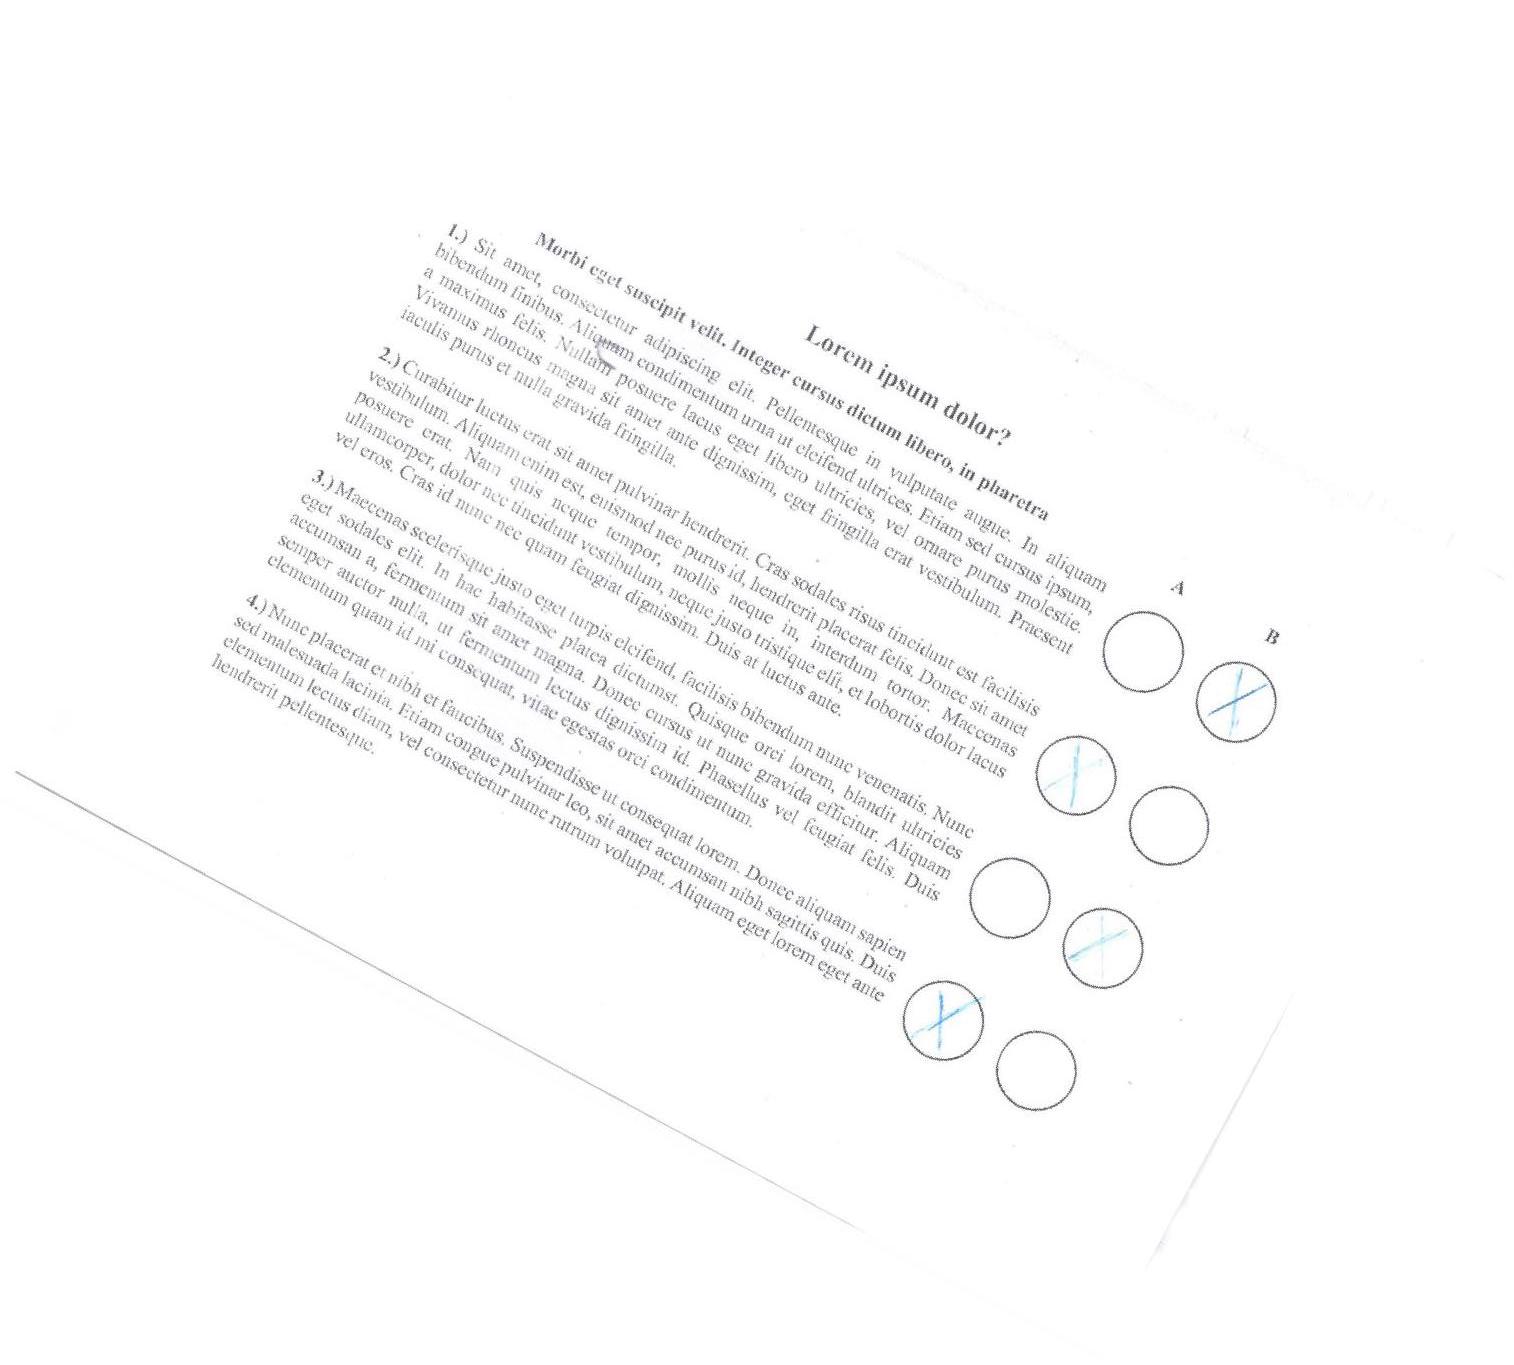 Lorem ipsum dolor?
Morbi eget suscipit velit. Integer cursus dictum libero, in pharetra
A
B
1.) Sit amet, consectetur adipiscing elit. Pellentesque in vulputate augue. In aliquam
bibendum finibus. Aliquam condimentum urna ut eleifend ultrices. Etiam sed cursus ipsum,
a maximus felis. Nullam posuere lacus eget libero ultricies, vel ornare purus molestie.
Vivamus rhoncus magna sit amet ante dignissim, eget fringilla erat vestibulum. Praesent
iaculis purus et nulla gravida fringilla.
2.) Curabitur luctus erat sit amet pulvinar hendrerit. Cras sodales risus tincidunt est facilisis
vestibulum. Aliquam enim est, euismod nec purus id, hendrerit placerat felis. Donec sit amet
posuere erat. Nam quis neque tempor, mollis neque in, interdum tortor. Maecenas
ullamcorper, dolor nec tincidunt vestibulum, neque justo tristique elit, et lobortis dolor lacus
vel eros. Cras id nunc nec quam feugiat dignissim. Duis at luctus ante.
3.) Maecenas scelerisque justo eget turpis eleifend, facilisis bibendum nunc venenatis. Nunc
eget sodales elit. In hac habitasse platea dictumst. Quisque orci lorem, blandit ultricies
accumsan a, fermentum sit amet magna. Donec cursus ut nunc gravida efficitur. Aliquam
semper auctor nulla, ut fermentum lectus dignissim id. Phasellus vel feugiat felis. Duis
elementum quam id mi consequat, vitae egestas orci condimentum.
4.) Nunc placerat et nibh et faucibus. Suspendisse ut consequat lorem. Donec aliquam sapien
sed malesuada lacinia. Etiam congue pulvinar leo, sit amet accumsan nibh sagittis quis. Duis
elementum lectus diam, vel consectetur nunc rutrum volutpat. Aliquam eget lorem eget ante
hendrerit pellentesque.